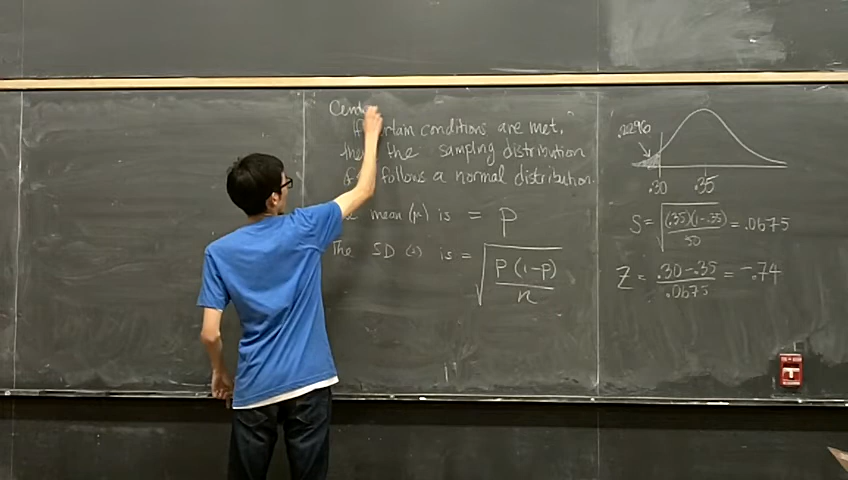 Cent
If certain conditions are met,
then the sampling distribution
of follows a normal distribution.
mean (μ) is = p
The SD (s) is = √ p(1-p)
n
.2296
.30 .35
S = √ (.35)(1-.35) = .0675
50
Z = .30-.35 = -.74
.0675